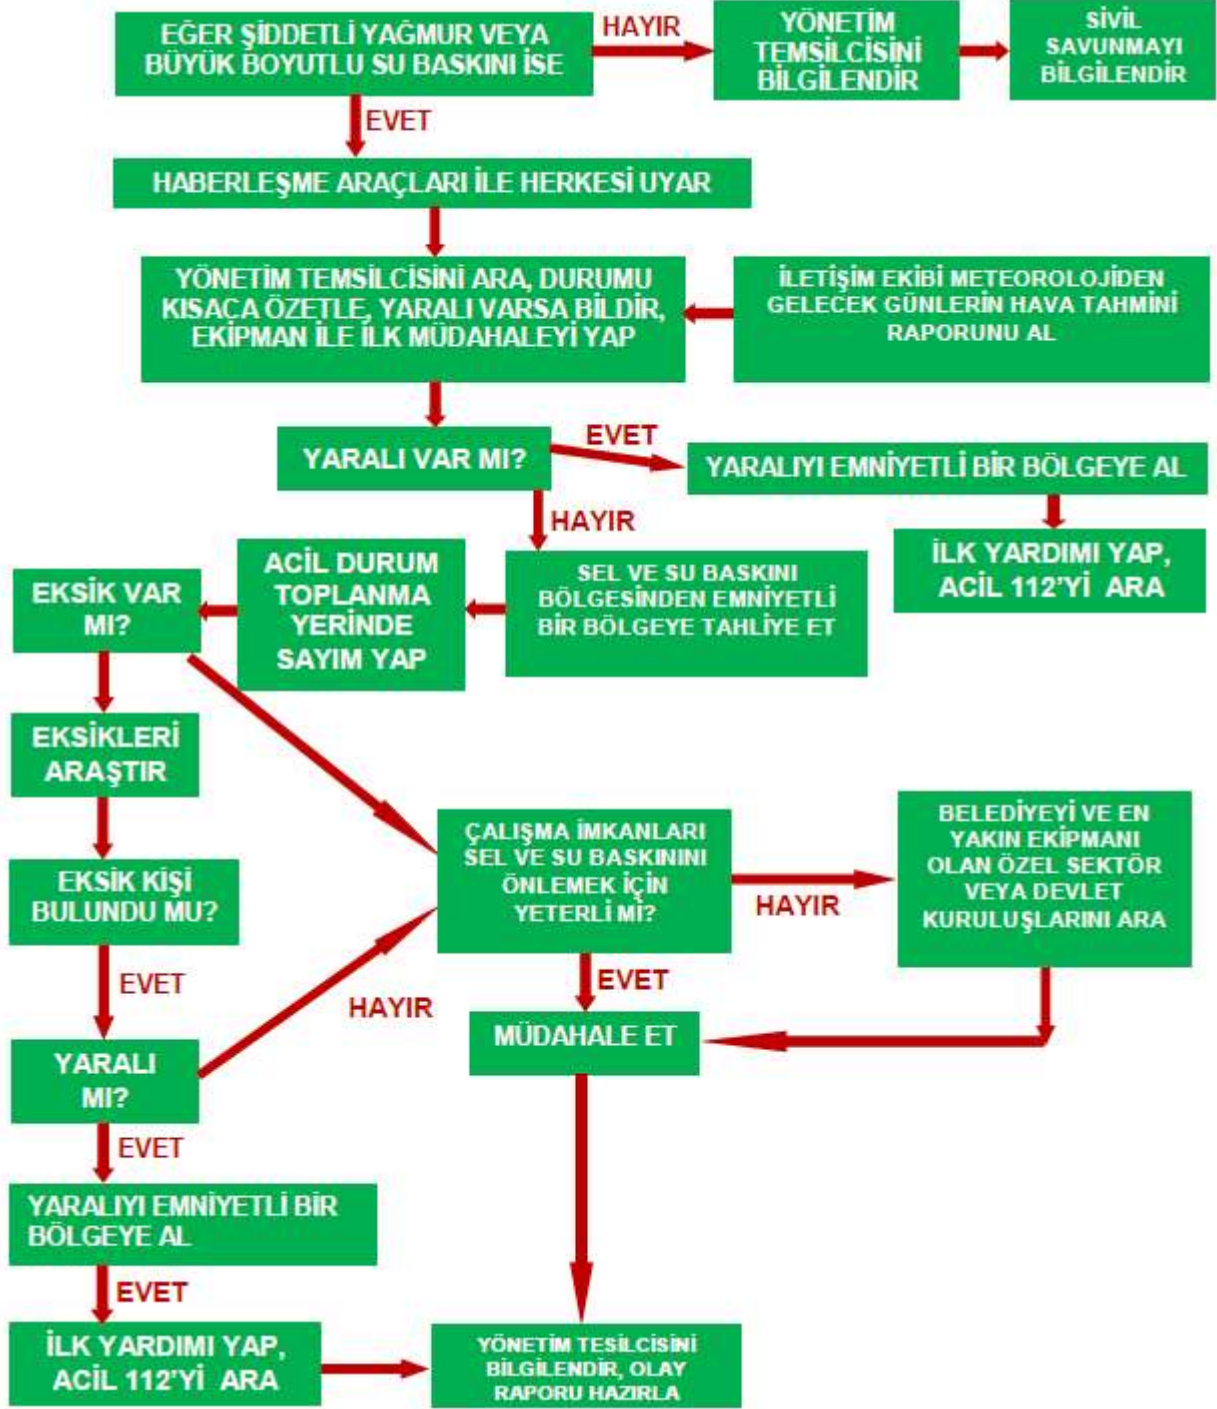 EĞER ŞİDDETLİ YAĞMUR VEYA
BÜYÜK BOYUTLU SU BASKINI İSE
HAYIR
YÖNETİM
TEMSİLCİSİNİ
BİLGİLENDİR
SİVİL
SAVUNMAYI
BİLGİLENDİR
EVET
HABERLEŞME ARAÇLARI İLE HERKESİ UYAR
YÖNETİM TEMSİLCİSİNİ ARA, DURUMU
KISACA ÖZETLE, YARALI VARSA BİLDİR,
EKİPMAN İLE İLK MÜDAHALEYİ YAP
İLETİŞİM EKİBİ METEOROLOJİDEN
GELECEK GÜNLERİN HAVA TAHMİNİ
RAPORUNU AL
YARALI VAR MI?
EVET
YARALIYI EMNİYETLİ BİR BÖLGEYE AL
HAYIR
İLK YARDIMI YAP,
ACİL 112'Yİ ARA
SEL VE SU BASKINI
BÖLGESİNDEN EMNİYETLİ
BİR BÖLGEYE TAHLİYE ET
ACİL DURUM
TOPLANMA
YERİNDE
SAYIM YAP
EKSİK VAR
MI?
EKSİKLERİ
ARAŞTIR
EKSİK KİŞİ
BULUNDU MU?
ÇALIŞMA İMKANLARI
SEL VE SU BASKININI
ÖNLEMEK İÇİN
YETERLİ Mİ?
HAYIR
BELEDİYEYİ VE EN
YAKIN EKİPMANI
OLAN ÖZEL SEKTÖR
VEYA DEVLET
KURULUŞLARINI ARA
EVET
HAYIR
EVET
MÜDAHALE ET
YARALI
MI?
EVET
YARALIYI EMNİYETLİ BİR
BÖLGEYE AL
EVET
İLK YARDIMI YAP,
ACİL 112'Yİ ARA
YÖNETİM TESİLCİSİNİ
BİLGİLENDİR, OLAY
RAPORU HAZIRLA